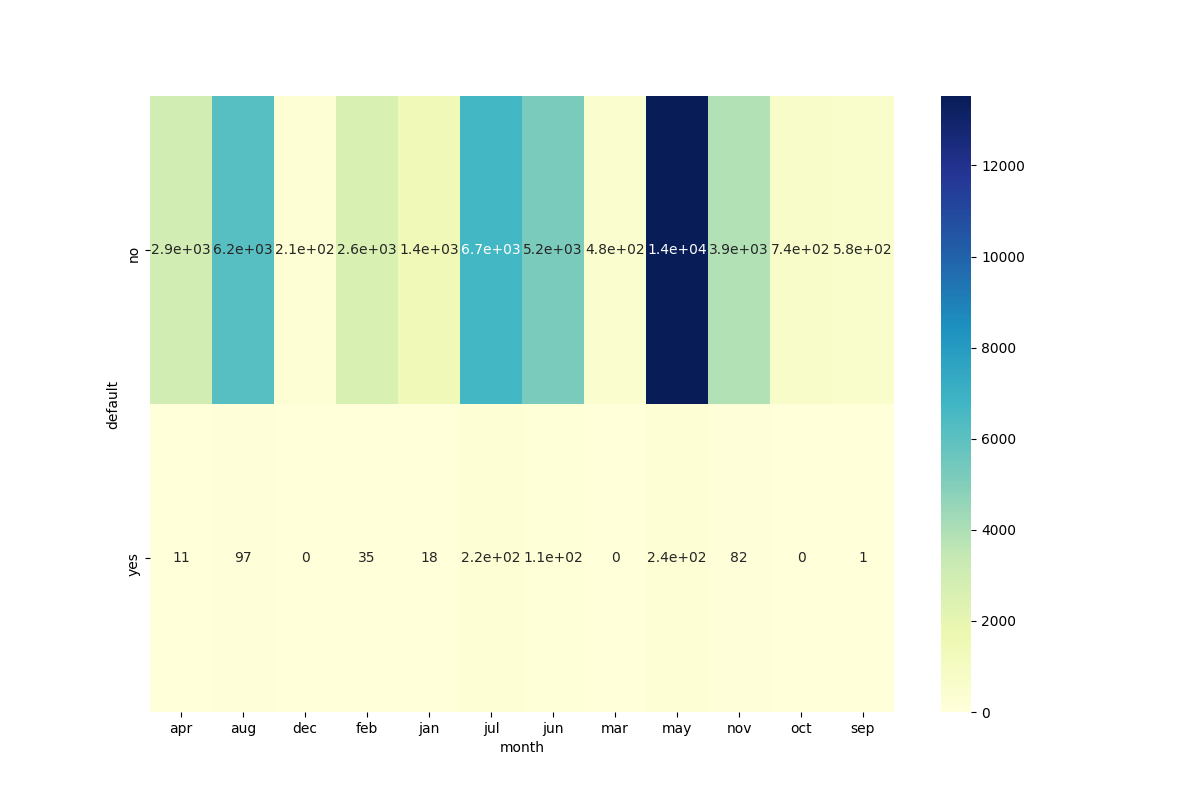 12000
10000
8000
6000
4000
2000
0
default
no
yes
2.9e+03 6.2e+03 2.1e+02 2.6e+03 1.4e+03 6.7e+03 5.2e+03 4.8e+02 1.4e+04 3.9e+03 7.4e+02 5.8e+02
11 97 0 35 18 2.2e+02 1.1e+02 0 2.4e+02 82 0 1
apr aug dec feb jan jul jun mar may nov oct sep
month